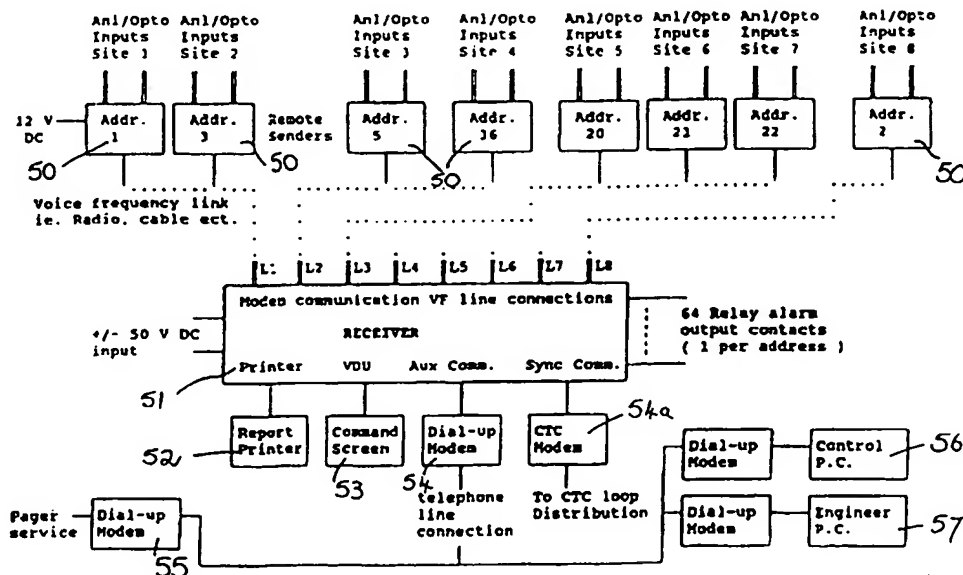 Anl/Opto Anl/Opto Anl/Opto Anl/Opto Anl/Opto Anl/Opto Anl/Opto Anl/Opto
Inputs Inputs Inputs Inputs Inputs Inputs Inputs Inputs
Site 1 Site 2 Site 3 Site 4 Site 5 Site 6 Site 7 Site 8
12 V DC
Addr. 1
Addr. 3
Remote Senders
Addr. 5
Addr. 16
Addr. 20
Addr. 21
Addr. 22
Addr. 2
50 50 50 50
Voice frequency link
ie. Radio, cable ect.
L1 L2 L3 L4 L5 L6 L7 L8
Modem communication VF line connections
+/- 50 V DC
input
RECEIVER
64 Relay alarm
output contacts
( 1 per address )
Printer VDU Aux Comm. Sync Comm.
51
Report
Printer
52
Command
Screen
53
Dial-up
Modem
54
CTC
Modem
54a
telephone
line
connection
To CTC loop
Distribution
Dial-up
Modem
Control
P.C.
56
Pager
service
Dial-up
Modem
55
Dial-up
Modem
Engineer
P.C.
57